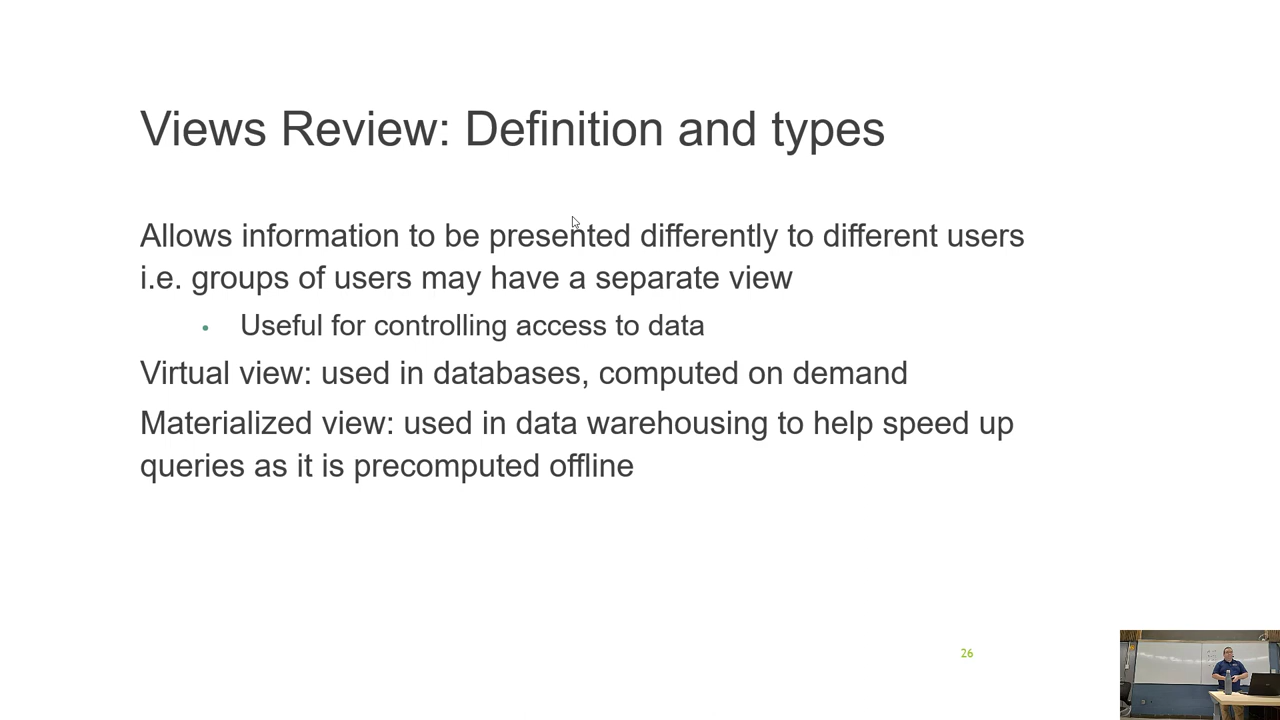 Views Review: Definition and types
Allows information to be presented differently to different users
i.e. groups of users may have a separate view
• Useful for controlling access to data
Virtual view: used in databases, computed on demand
Materialized view: used in data warehousing to help speed up
queries as it is precomputed offline
26